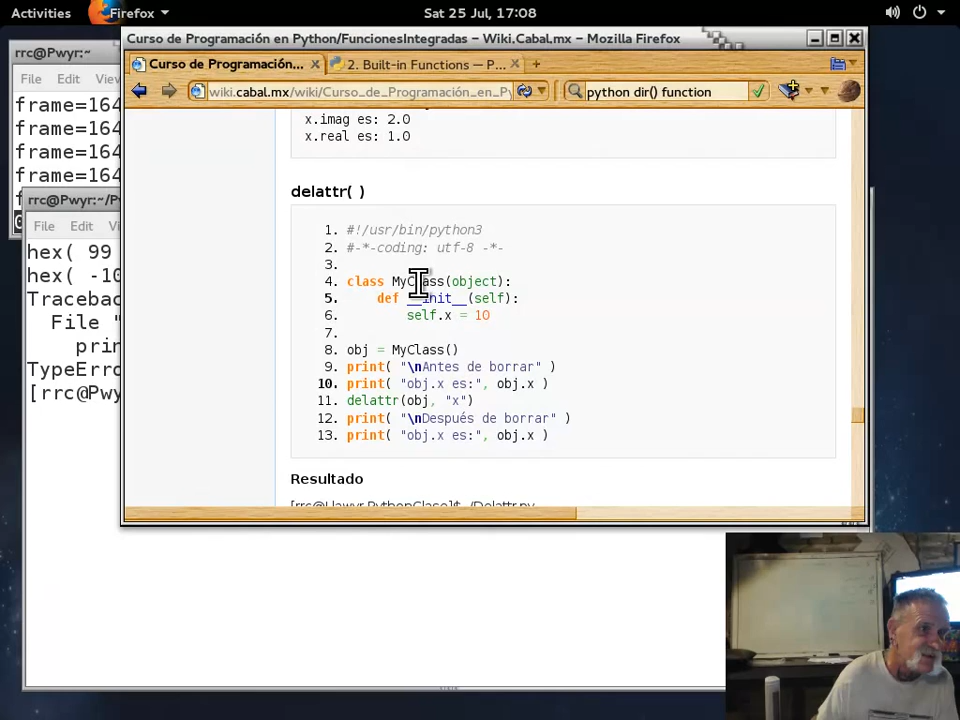 Activities
Firefox
Sat 25 Jul, 17:08
rrc@Pwyr:~
File Edit View
frame=164
frame=164
frame=164
frame=164
rrc@Pwyr:~/P
File Edit
hex( 99
hex( -10
Traceback
File "
prin
TypeErro
[rrc@Pwy
Curso de Programación en Python/FuncionesIntegradas – Wiki.Cabal.mx – Mozilla Firefox
Curso de Programación...
2. Built-in Functions — P...
wiki.cabal.mx/wiki/Curso_de_Programación_en_Py
python dir() function
x.imag es: 2.0
x.real es: 1.0
delattr( )
1. #!/usr/bin/python3
2. #-*-coding: utf-8 -*-
3.
4. class MyClass(object):
5. def __init__(self):
6. self.x = 10
7.
8. obj = MyClass()
9. print( "\nAntes de borrar" )
10. print( "obj.x es:", obj.x )
11. delattr(obj, "x")
12. print( "\nDespués de borrar" )
13. print( "obj.x es:", obj.x )
Resultado